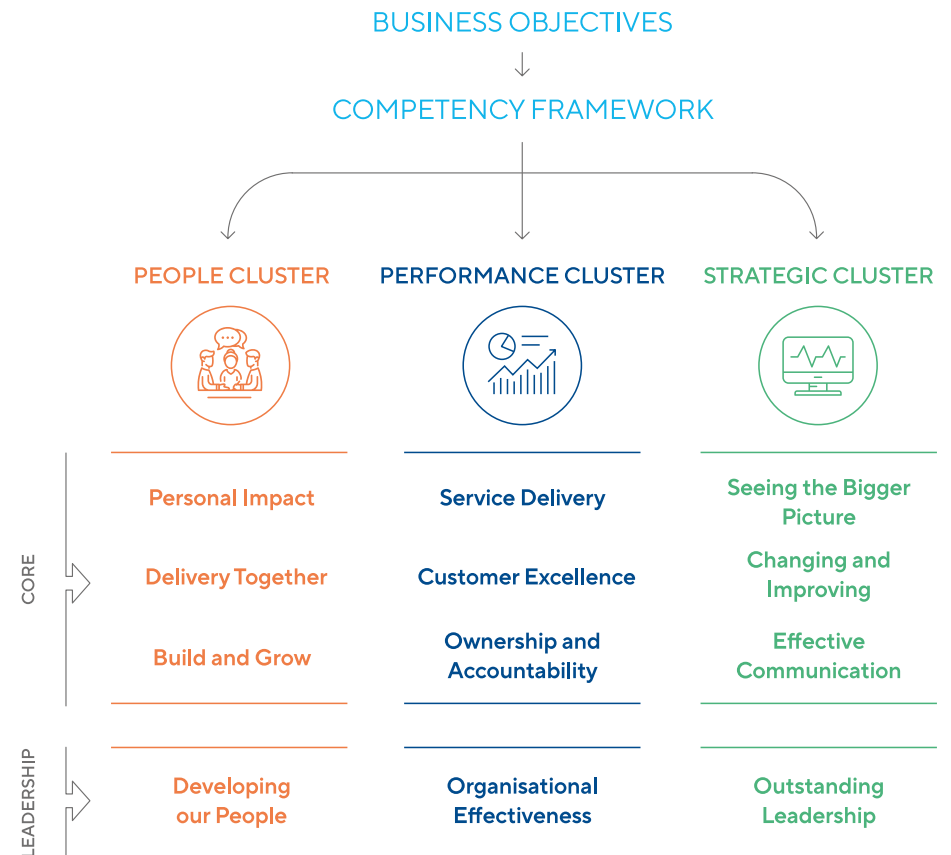 BUSINESS OBJECTIVES
COMPETENCY FRAMEWORK
PEOPLE CLUSTER
PERFORMANCE CLUSTER
STRATEGIC CLUSTER
CORE
Personal Impact
Service Delivery
Seeing the Bigger
Picture
Delivery Together
Customer Excellence
Changing and
Improving
Build and Grow
Ownership and
Accountability
Effective
Communication
LEADERSHIP
Developing
our People
Organisational
Effectiveness
Outstanding
Leadership